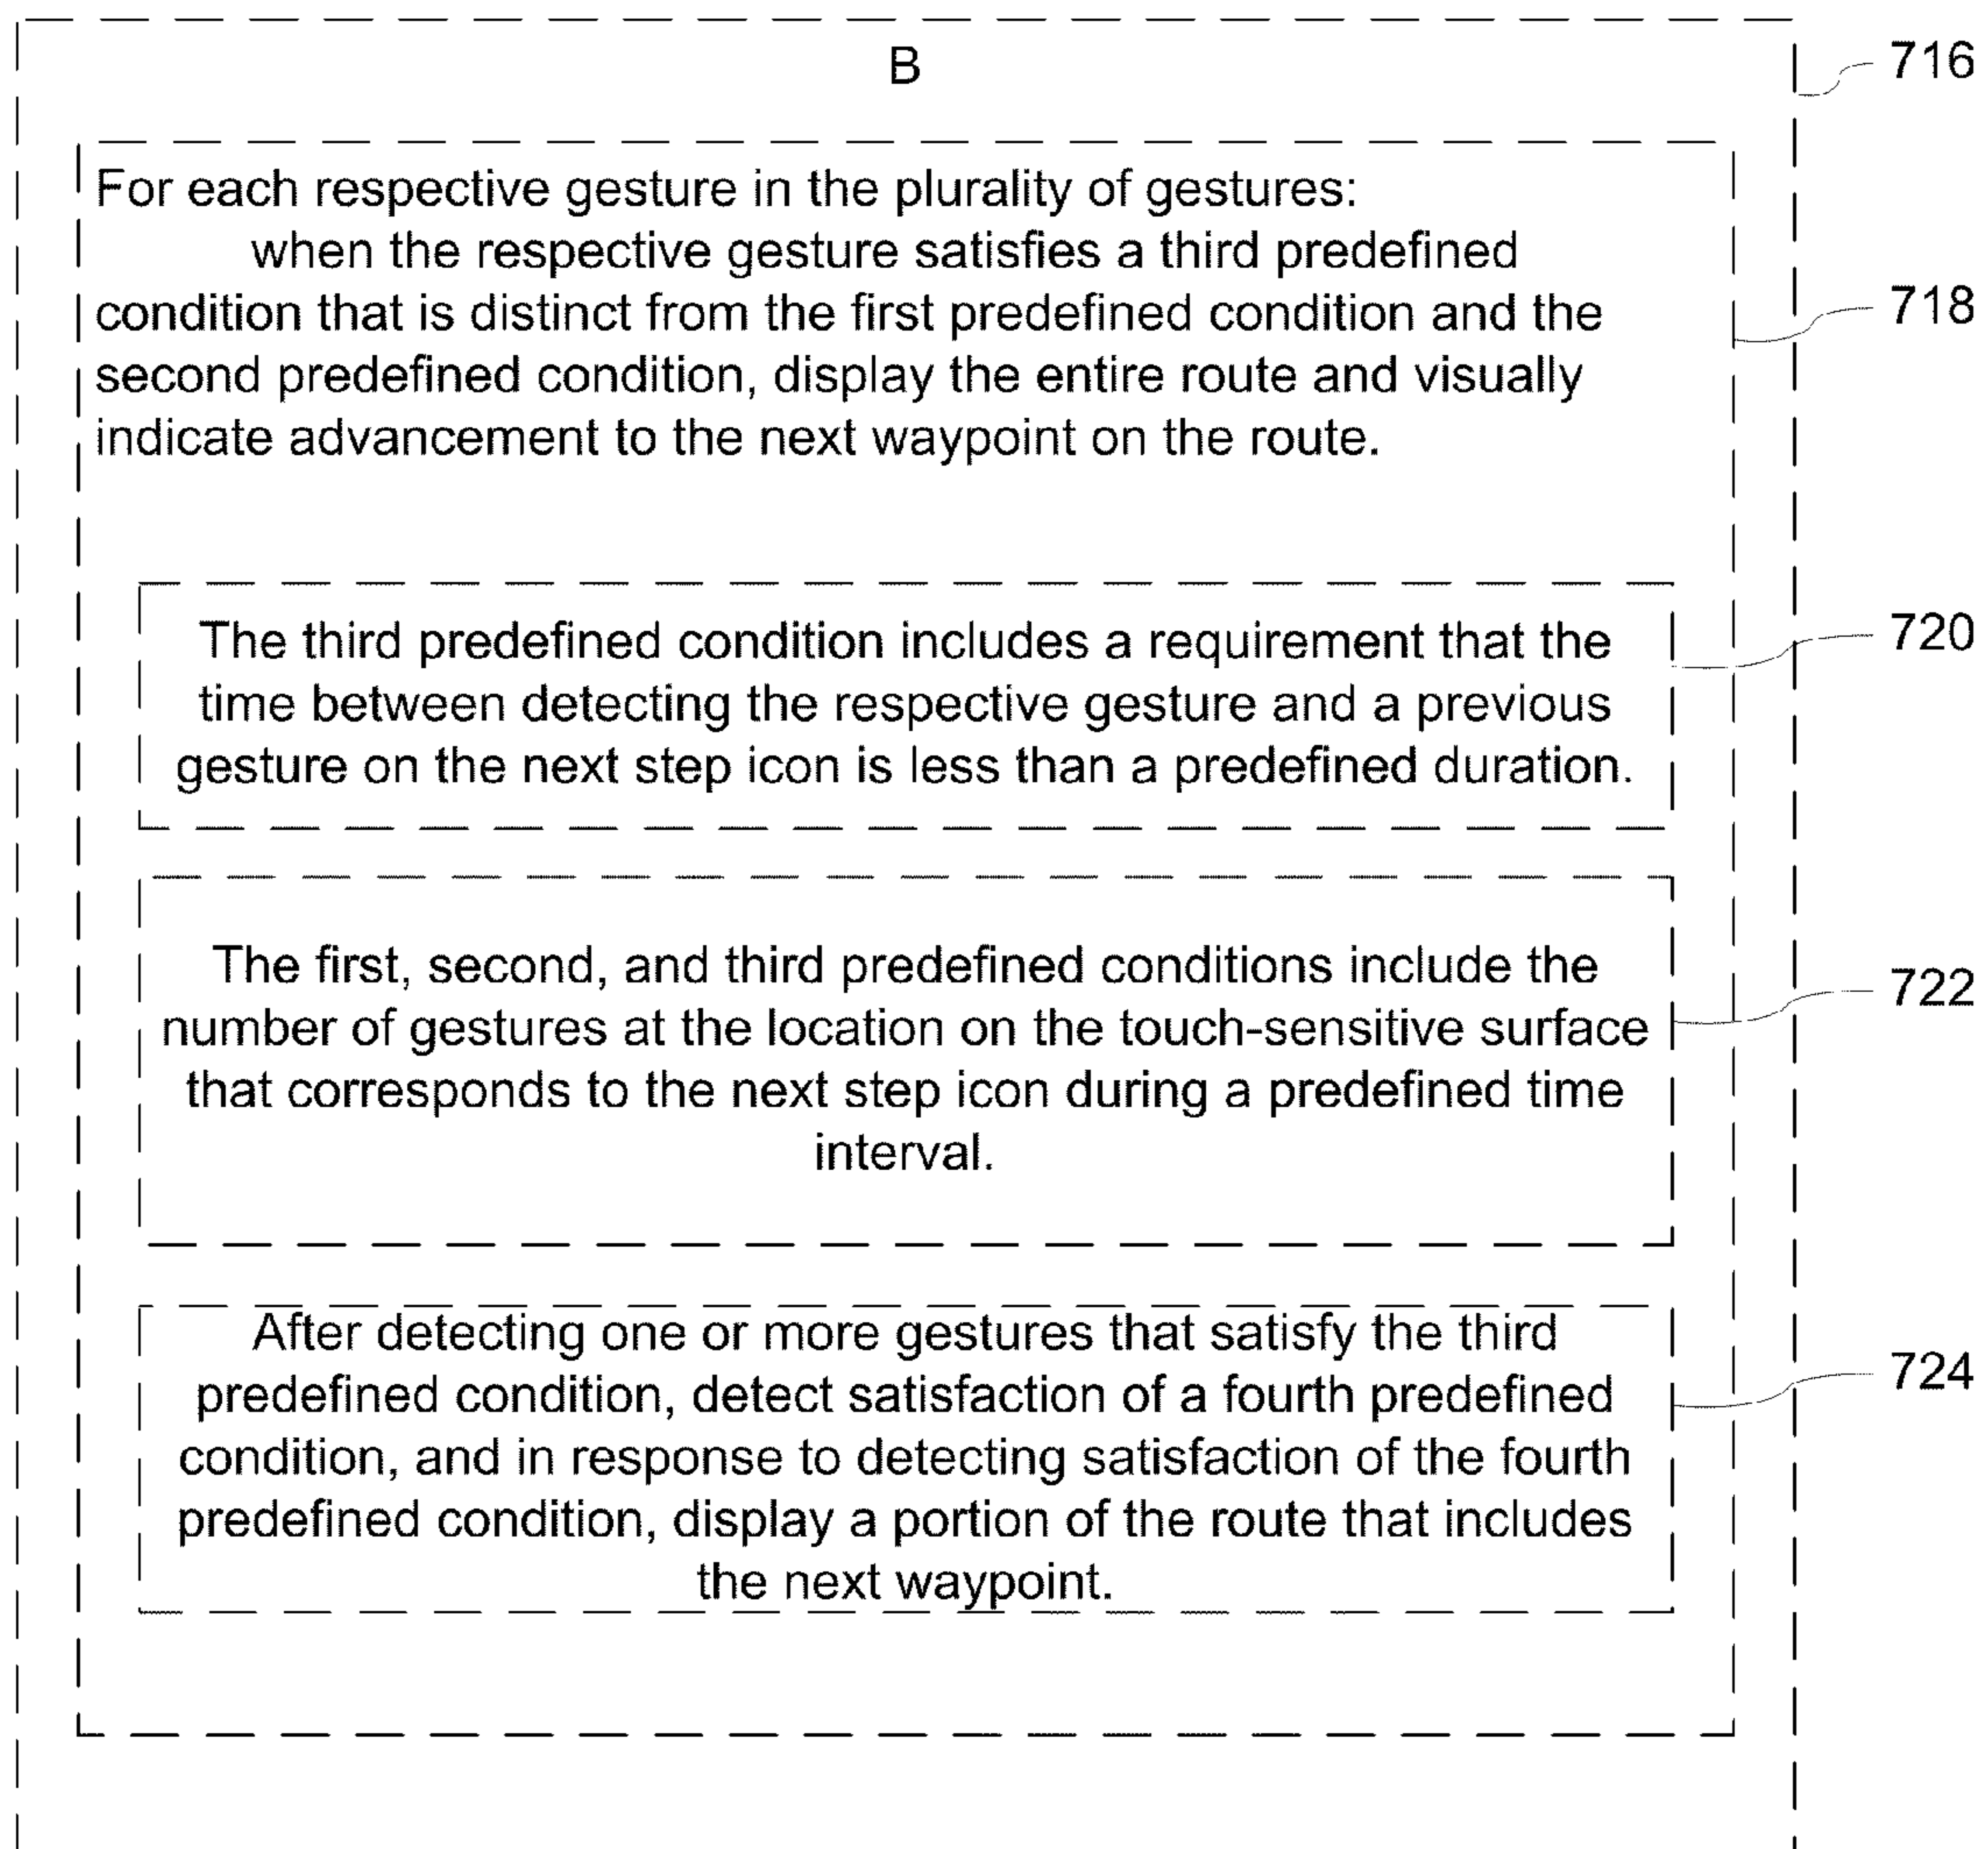 B
716
For each respective gesture in the plurality of gestures:
when the respective gesture satisfies a third predefined
condition that is distinct from the first predefined condition and the
second predefined condition, display the entire route and visually
indicate advancement to the next waypoint on the route.
718
The third predefined condition includes a requirement that the
time between detecting the respective gesture and a previous
gesture on the next step icon is less than a predefined duration.
720
The first, second, and third predefined conditions include the
number of gestures at the location on the touch-sensitive surface
that corresponds to the next step icon during a predefined time
interval.
722
After detecting one or more gestures that satisfy the third
predefined condition, detect satisfaction of a fourth predefined
condition, and in response to detecting satisfaction of the fourth
predefined condition, display a portion of the route that includes
the next waypoint.
724